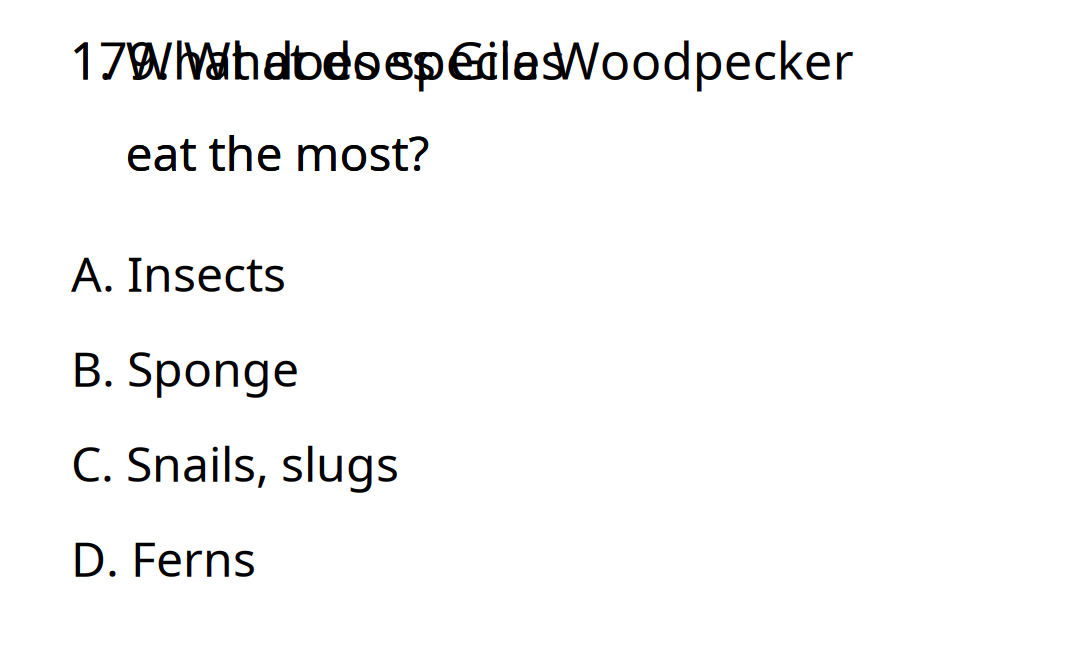 179. What does Gila Woodpecker
eat the most?
A. Insects
B. Sponge
C. Snails, slugs
D. Ferns